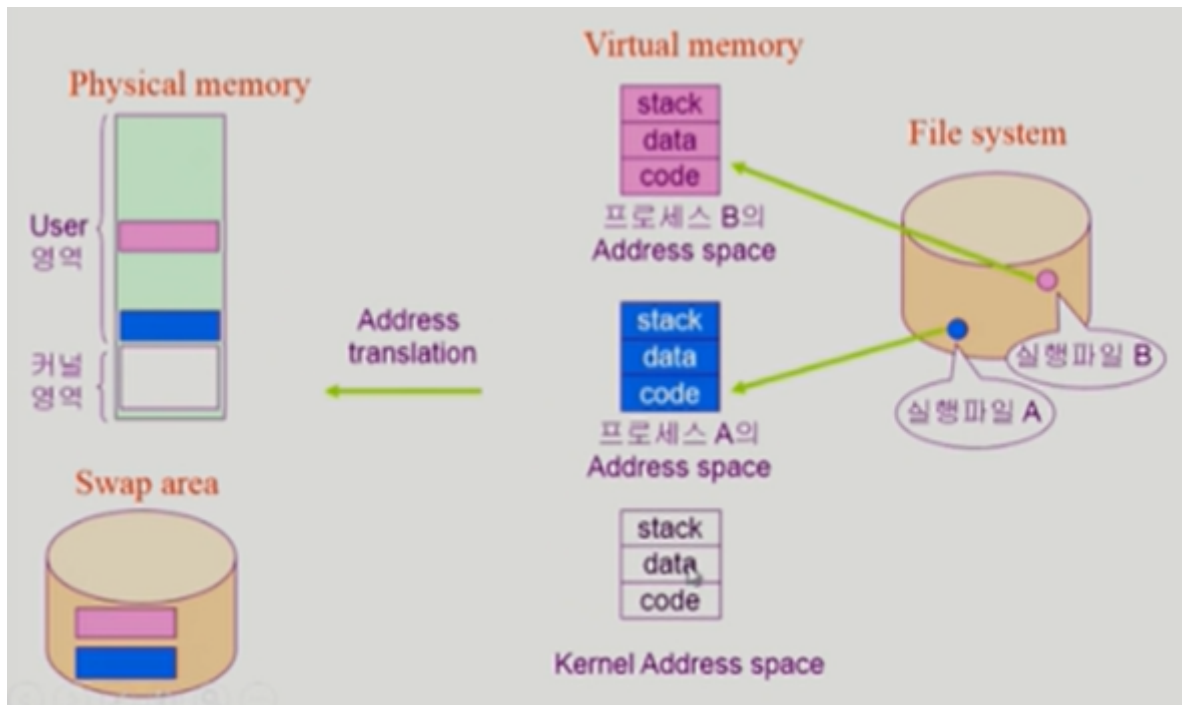 Virtual memory
Physical memory
stack
data
code
File system
User
영역
프로세스 B의
Address space
Address
translation
stack
data
code
커널
영역
실행파일 B
실행파일 A
프로세스 A의
Address space
Swap area
stack
data
code
Kernel Address space